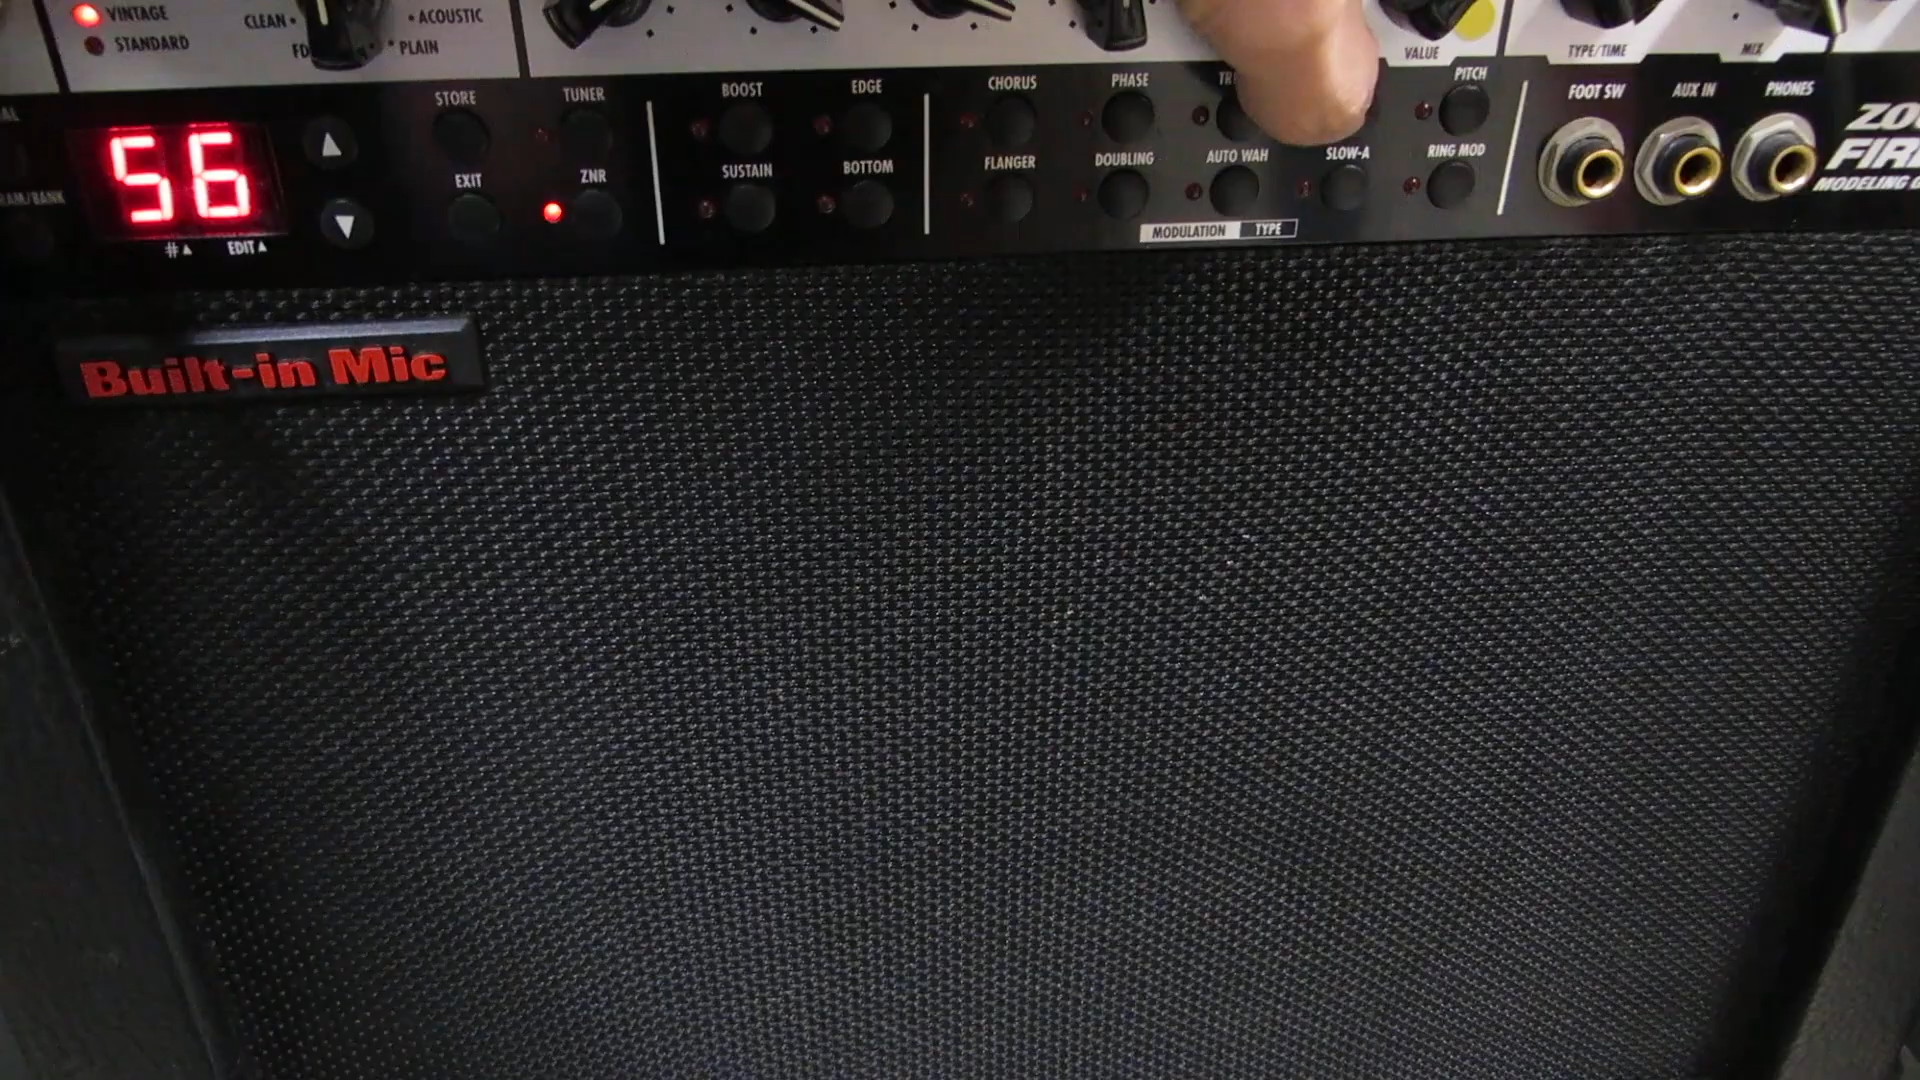 VINTAGE
STANDARD
CLEAN
ACOUSTIC
PLAIN
VALUE
TYPE/TIME
MIX
STORE
TUNER
BOOST
EDGE
CHORUS
PHASE
PITCH
FOOT SW
AUX IN
PHONES
56
EXIT
ZNR
SUSTAIN
BOTTOM
FLANGER
DOUBLING
AUTO WAH
SLOW-A
RING MOD
# EDIT
MODULATION TYPE
Built-in Mic